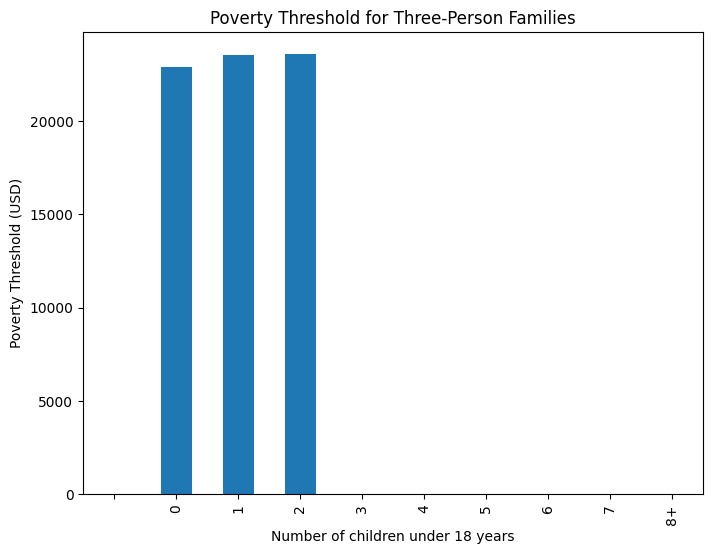 Poverty Threshold for Three-Person Families
Poverty Threshold (USD)
20000
15000
10000
5000
0
0 1 2 3 4 5 6 7 8+
Number of children under 18 years